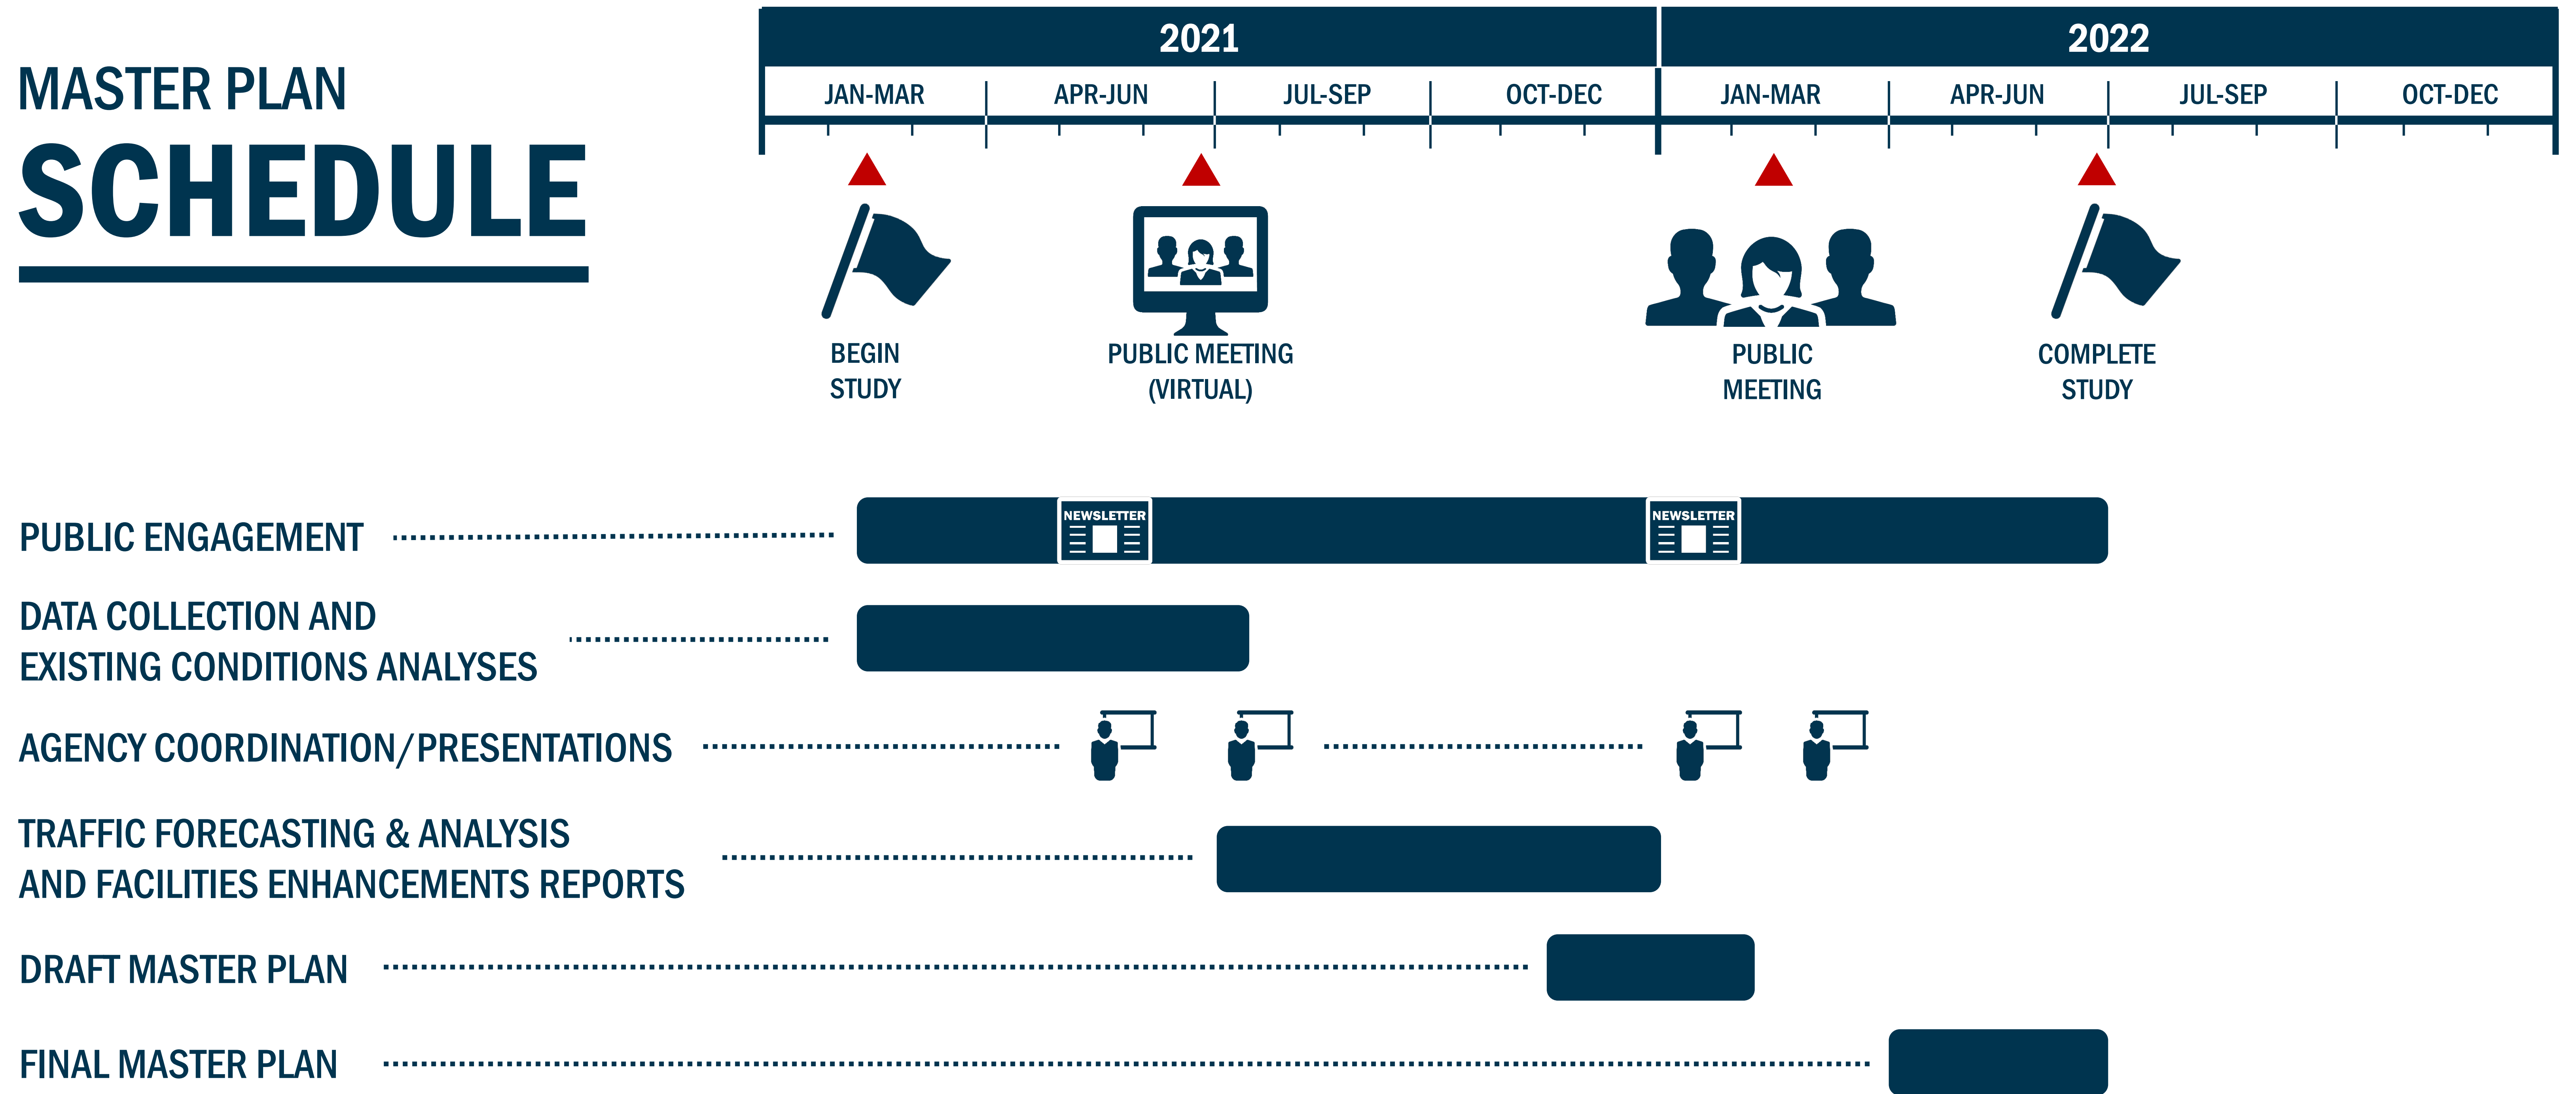 MASTER PLAN
SCHEDULE
2021
2022
JAN-MAR
APR-JUN
JUL-SEP
OCT-DEC
JAN-MAR
APR-JUN
JUL-SEP
OCT-DEC
BEGIN
STUDY
PUBLIC MEETING
(VIRTUAL)
PUBLIC
MEETING
COMPLETE
STUDY
PUBLIC ENGAGEMENT
NEWSLETTER
NEWSLETTER
DATA COLLECTION AND
EXISTING CONDITIONS ANALYSES
AGENCY COORDINATION/PRESENTATIONS
TRAFFIC FORECASTING & ANALYSIS
AND FACILITIES ENHANCEMENTS REPORTS
DRAFT MASTER PLAN
FINAL MASTER PLAN